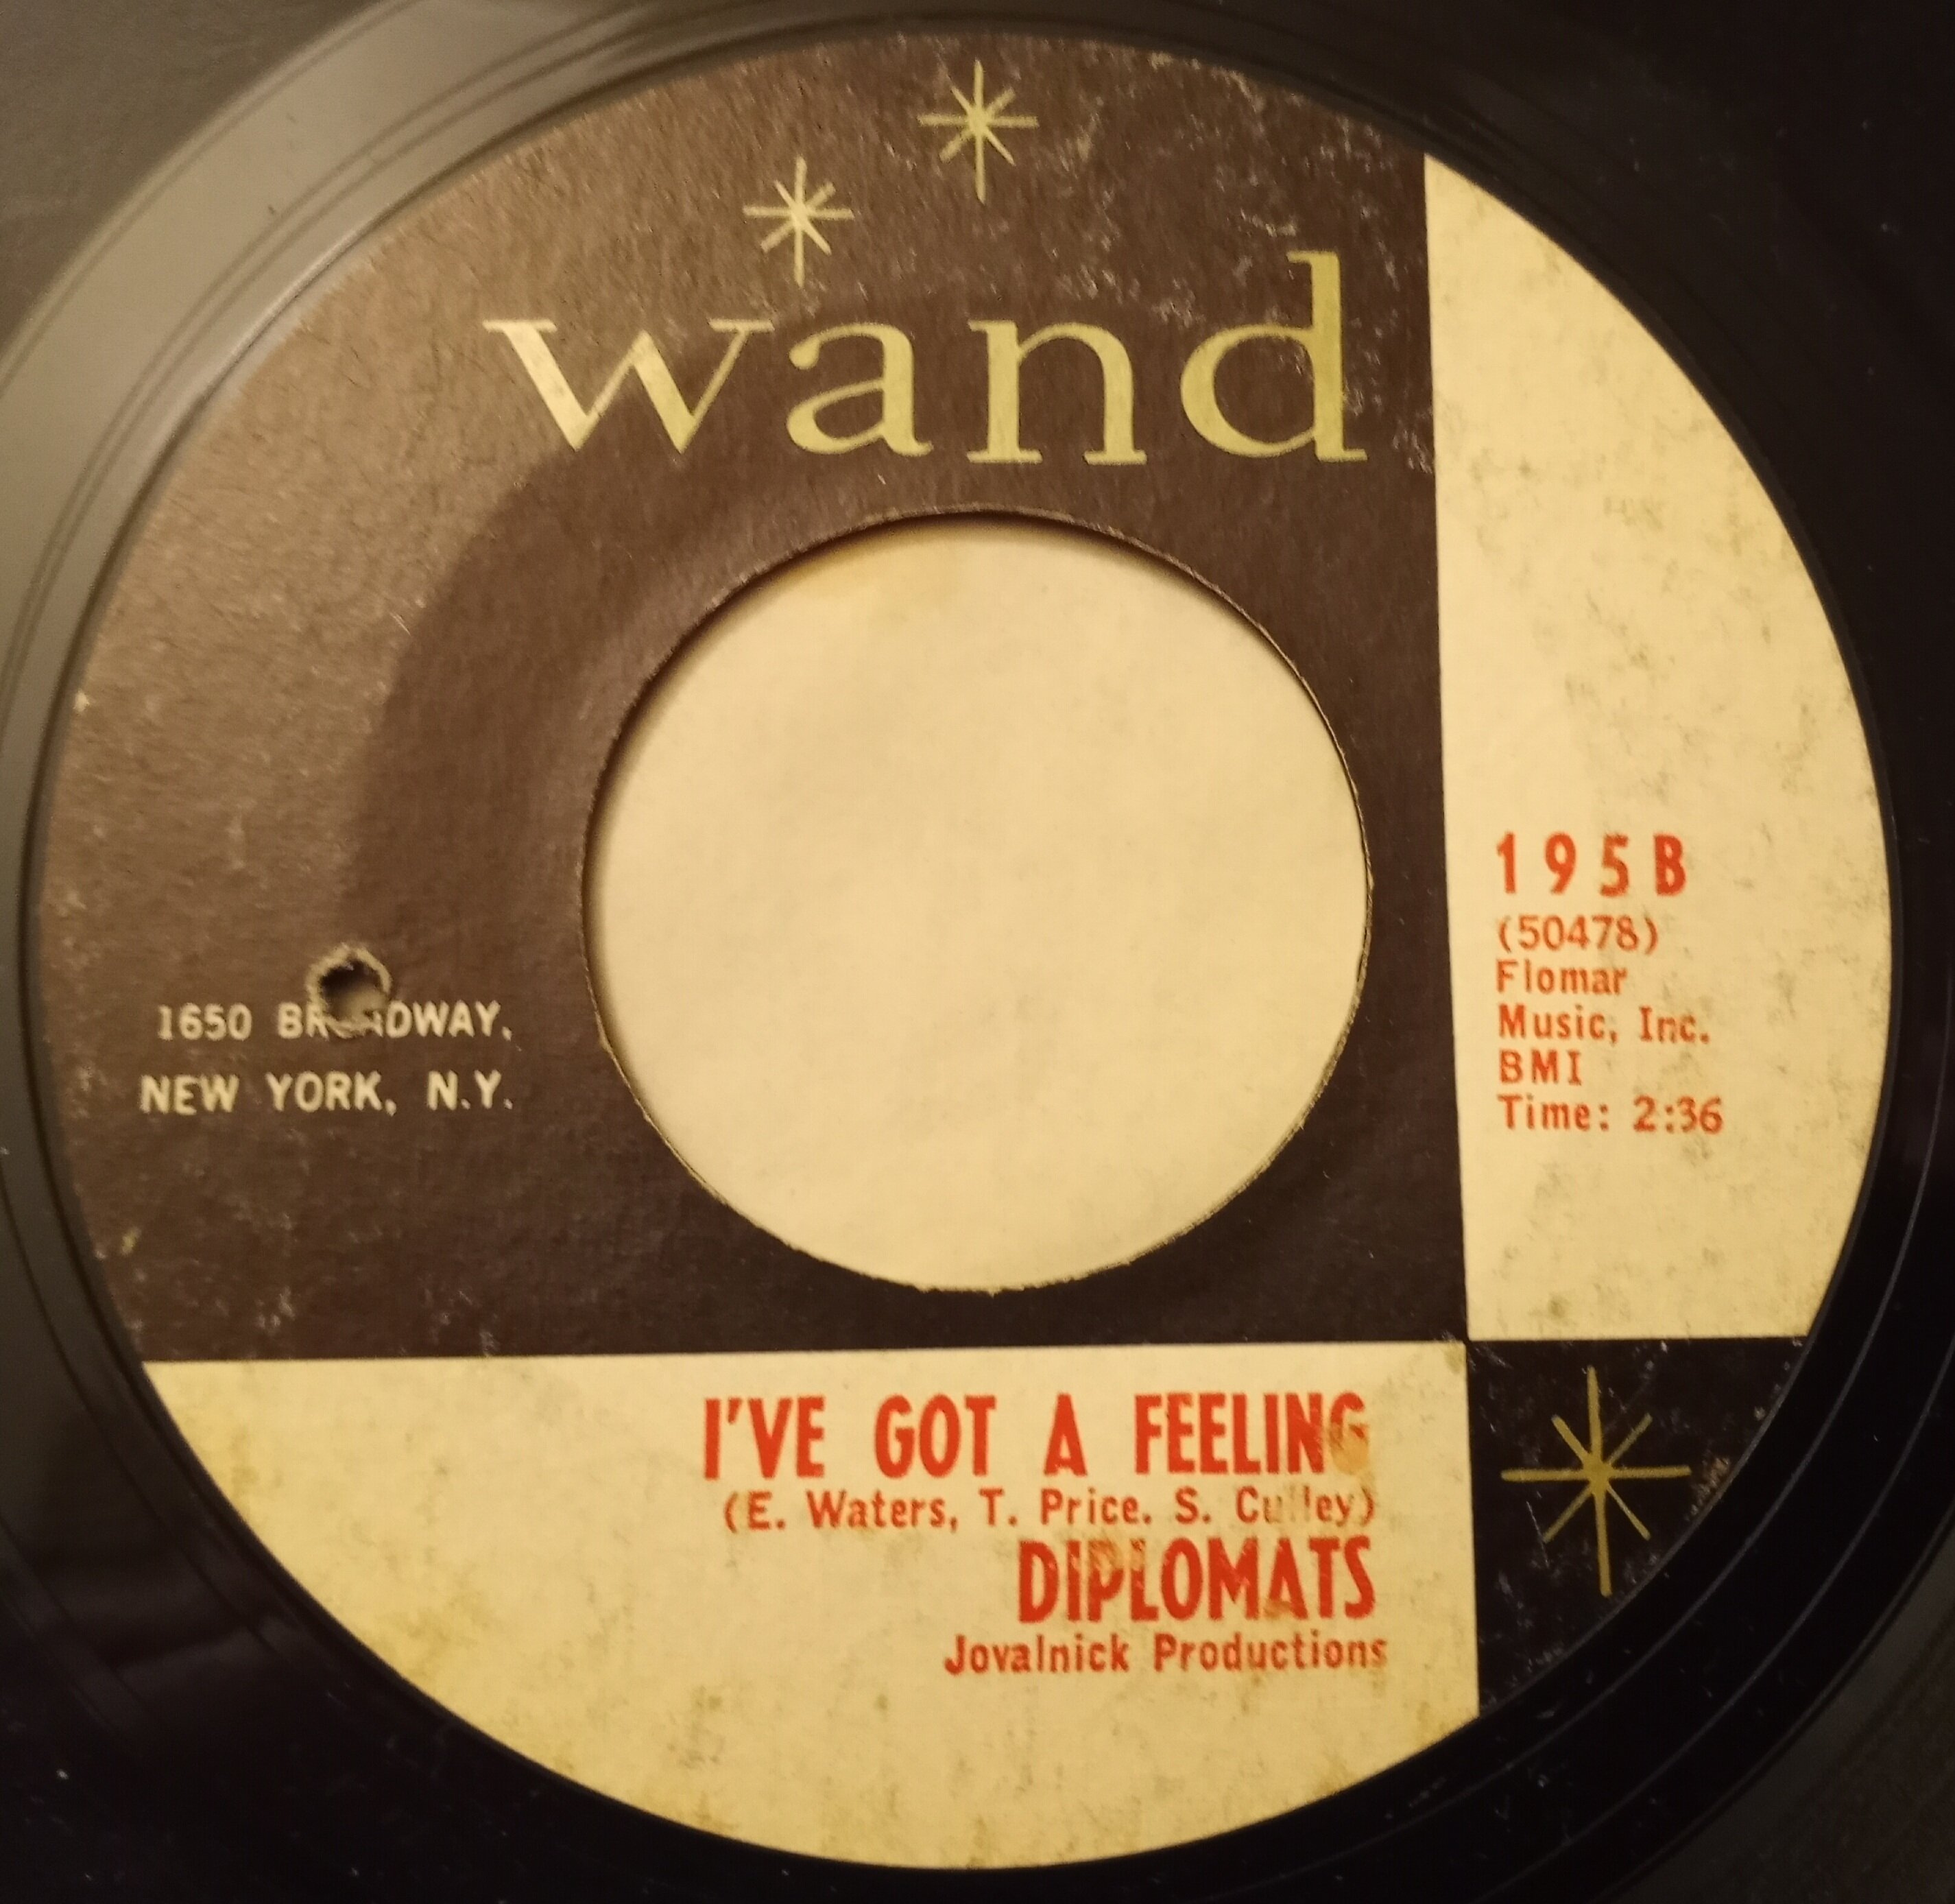 wand
1650 BROADWAY,
NEW YORK, N.Y.
195B
(50478)
Flomar
Music, Inc.
BMI
Time: 2:36
I'VE GOT A FEELING
(E. Waters, T. Price. S. Culley)
DIPLOMATS
Jovalnick Productions